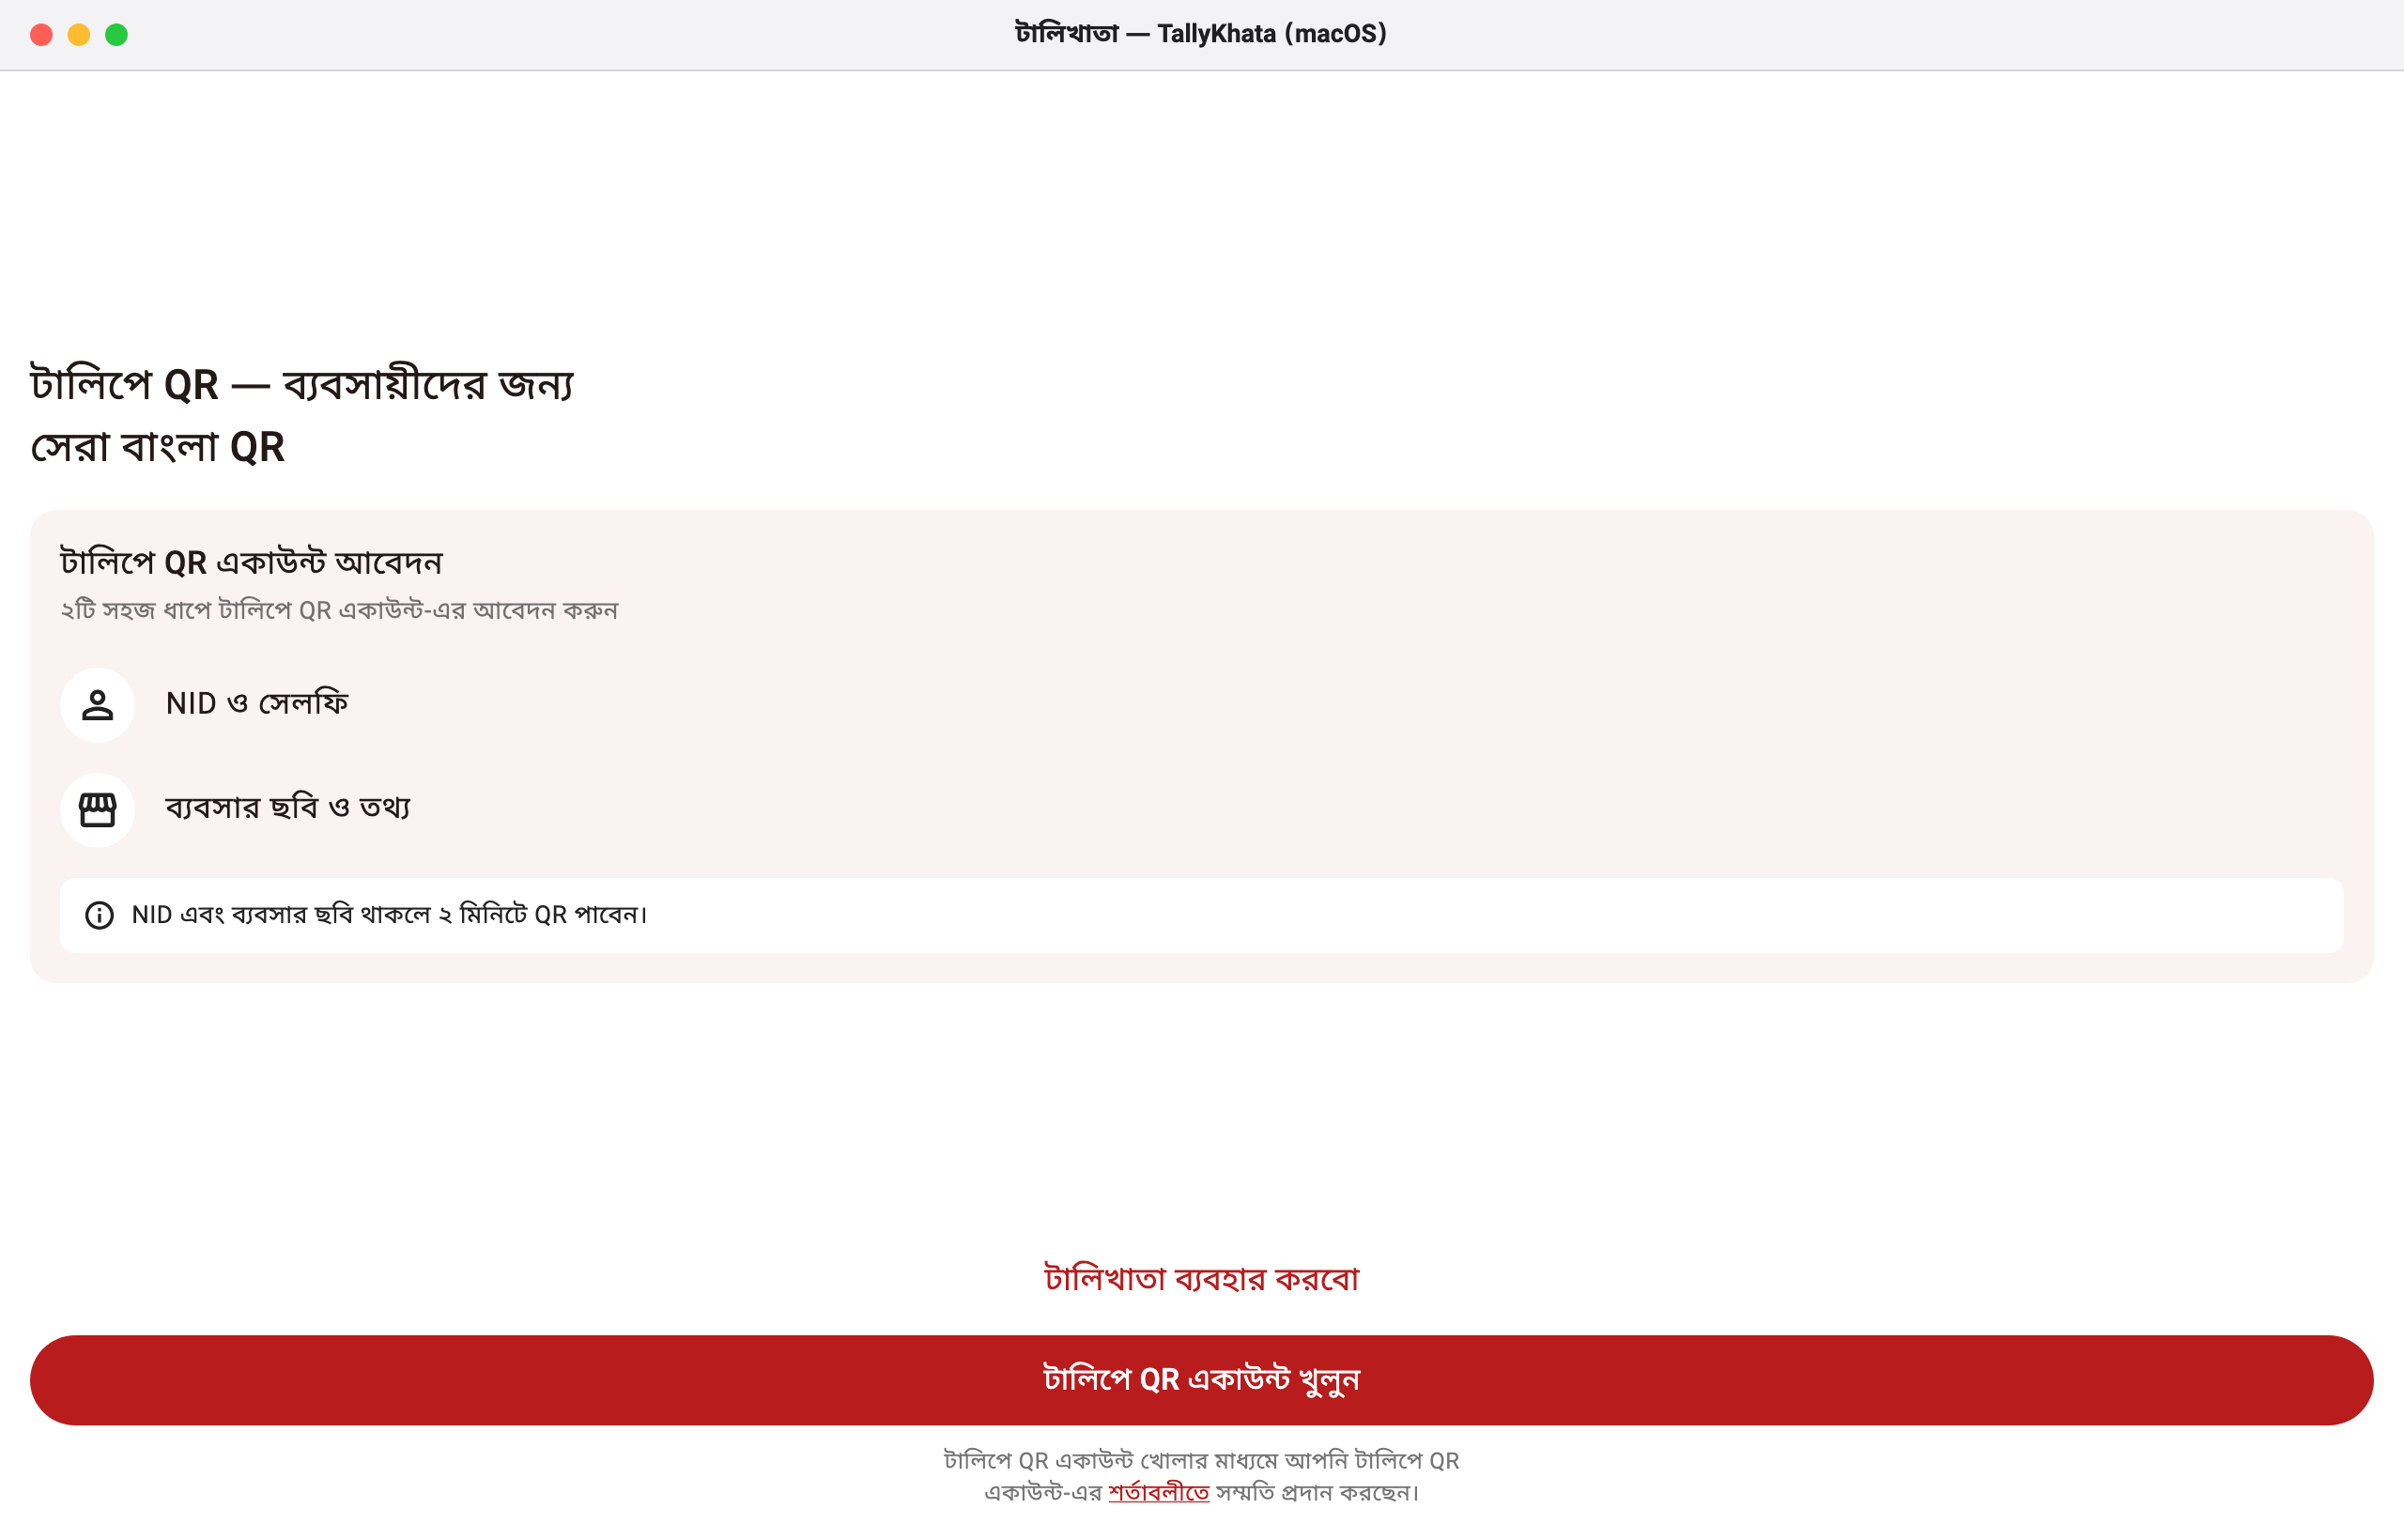 টালিখাতা — TallyKhata (macOS)
টালিপে QR — ব্যবসায়ীদের জন্য
সেরা বাংলা QR
টালিপে QR একাউন্ট আবেদন
২টি সহজ ধাপে টালিপে QR একাউন্ট-এর আবেদন করুন
NID ও সেলফি
ব্যবসার ছবি ও তথ্য
NID এবং ব্যবসার ছবি থাকলে ২ মিনিটে QR পাবেন।
টালিখাতা ব্যবহার করবো
টালিপে QR একাউন্ট খুলুন
টালিপে QR একাউন্ট খোলার মাধ্যমে আপনি টালিপে QR
একাউন্ট-এর শর্তাবলীতে সম্মতি প্রদান করছেন।